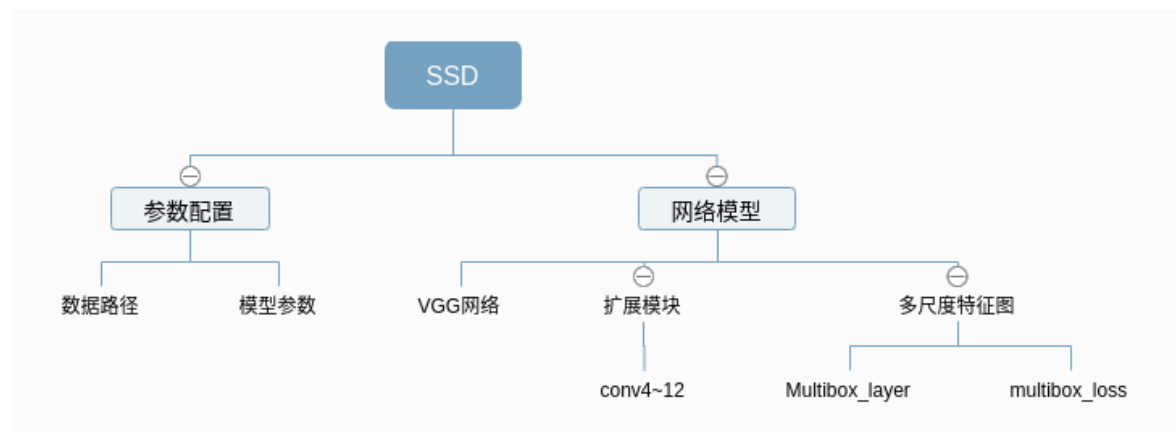 SSD
参数配置
网络模型
数据路径
模型参数
VGG网络
扩展模块
多尺度特征图
conv4~12
Multibox_layer
multibox_loss